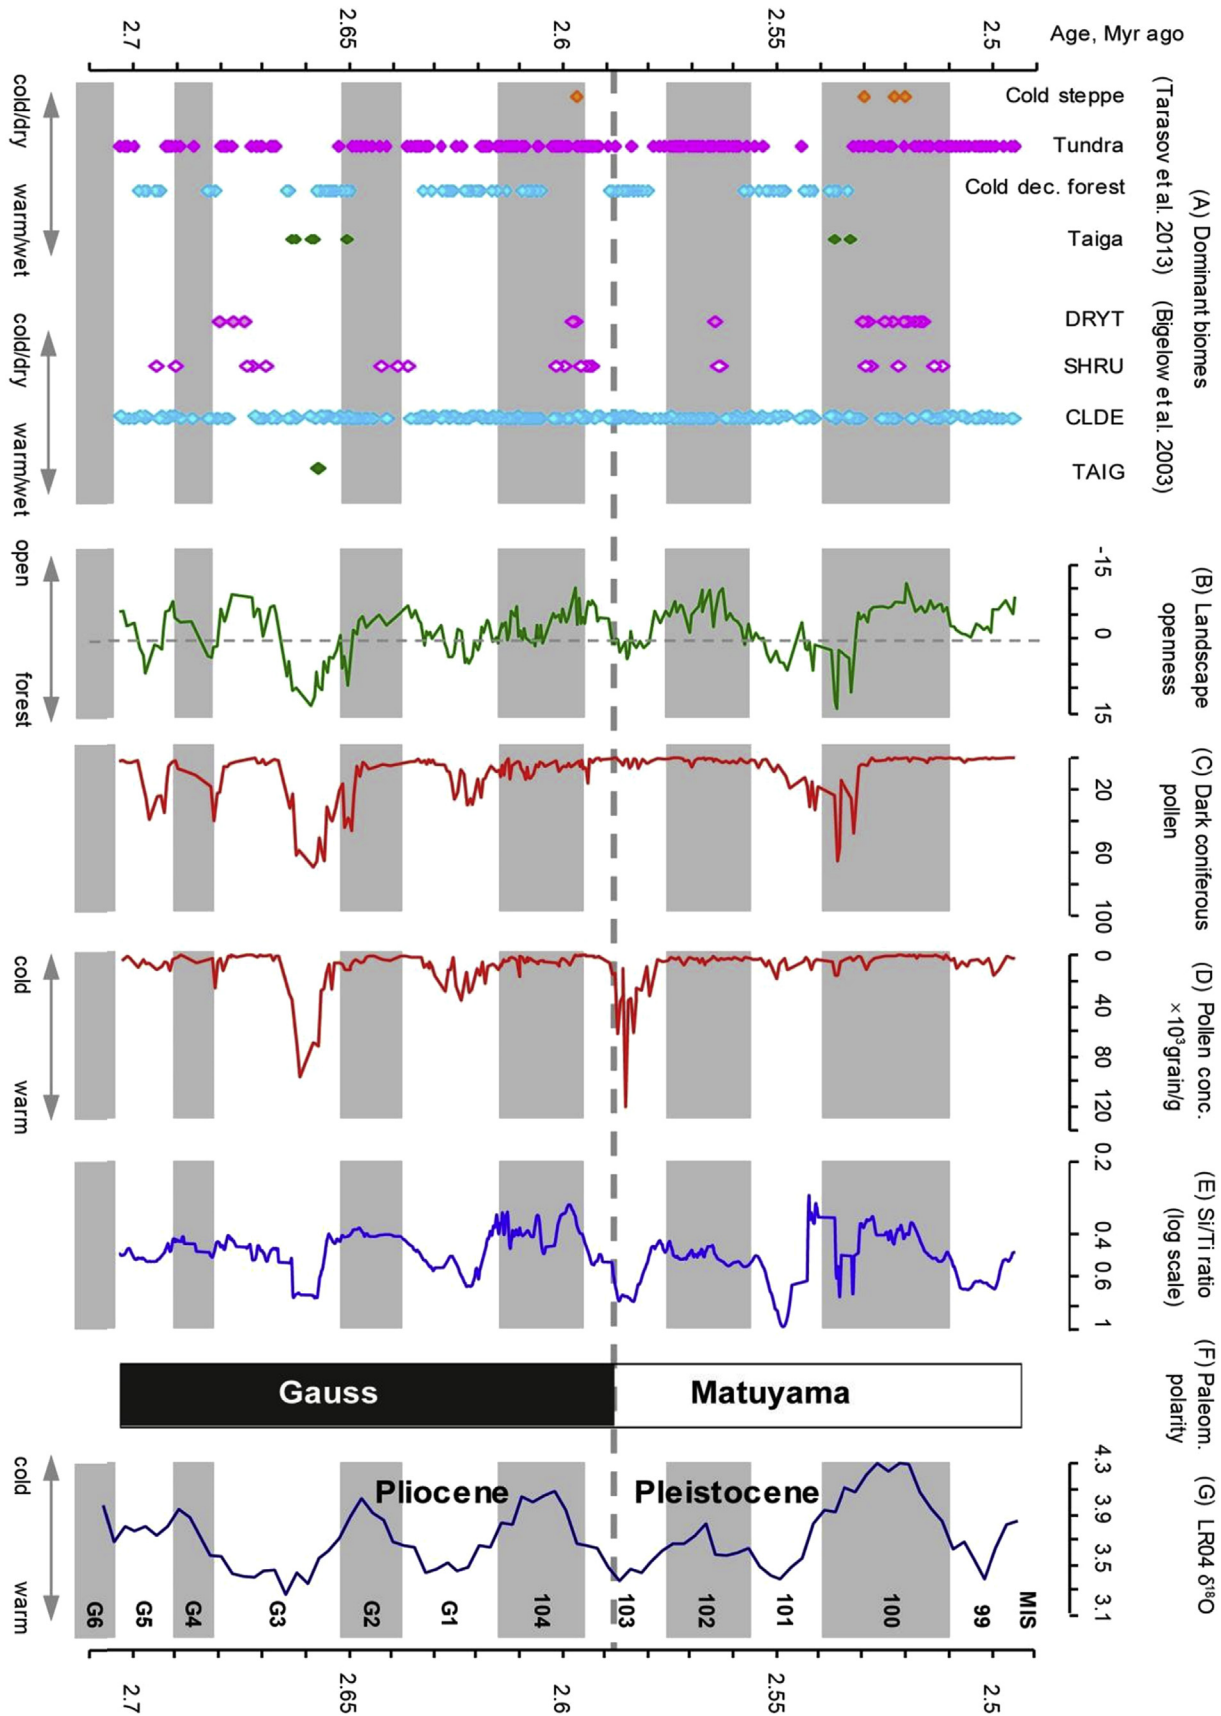 2.7
2.65
2.6
2.55
2.5
Age, Myr ago
Cold steppe
Tundra
Cold dec. forest
Taiga
DRYT
SHRU
CLDE
TAIG
cold/dry
warm/wet
cold/dry
warm/wet
(A) Dominant biomes
(Tarasov et al. 2013) (Bigelow et al. 2003)
open
forest
-15
0
15
(B) Landscape
openness
20
60
100
(C) Dark coniferous
pollen
cold
warm
0
40
80
120
(D) Pollen conc.
×10³grain/g
0.2
0.4
0.6
1
(E) Si/Ti ratio
(log scale)
Gauss
Matuyama
(F) Paleom.
polarity
cold
warm
Pliocene
Pleistocene
4.3
3.9
3.5
3.1
(G) LR04 δ¹⁸O
G6
G5
G4
G3
G2
G1
104
103
102
101
100
99
MIS
2.7
2.65
2.6
2.55
2.5